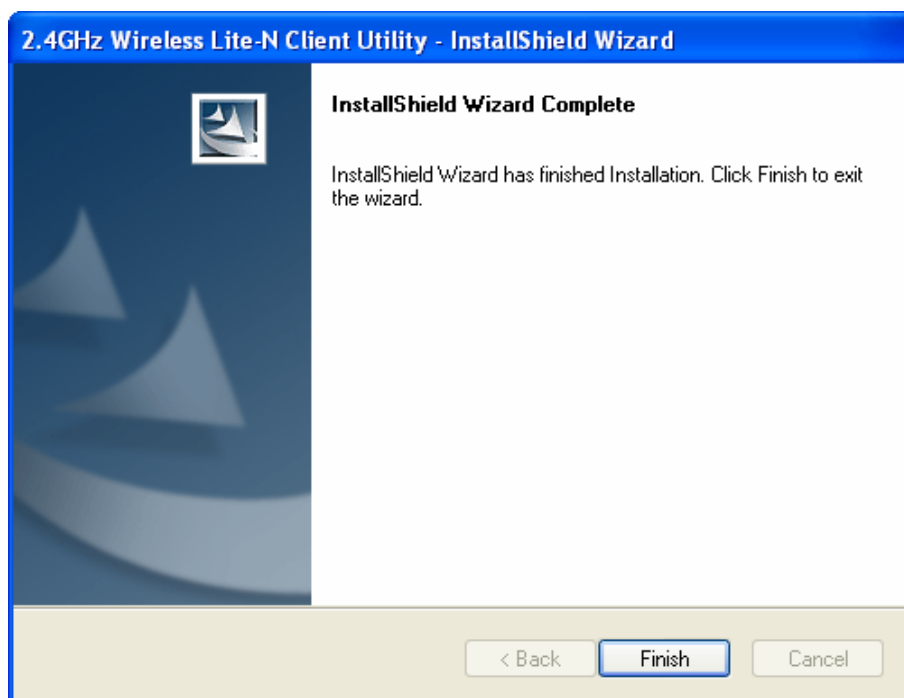 2.4GHz Wireless Lite-N Client Utility - InstallShield Wizard
InstallShield Wizard Complete
InstallShield Wizard has finished Installation. Click Finish to exit
the wizard.
< Back Finish Cancel